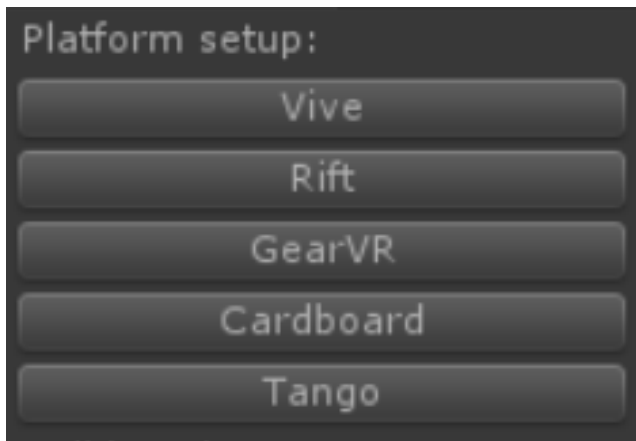 Platform setup:
Vive
Rift
GearVR
Cardboard
Tango